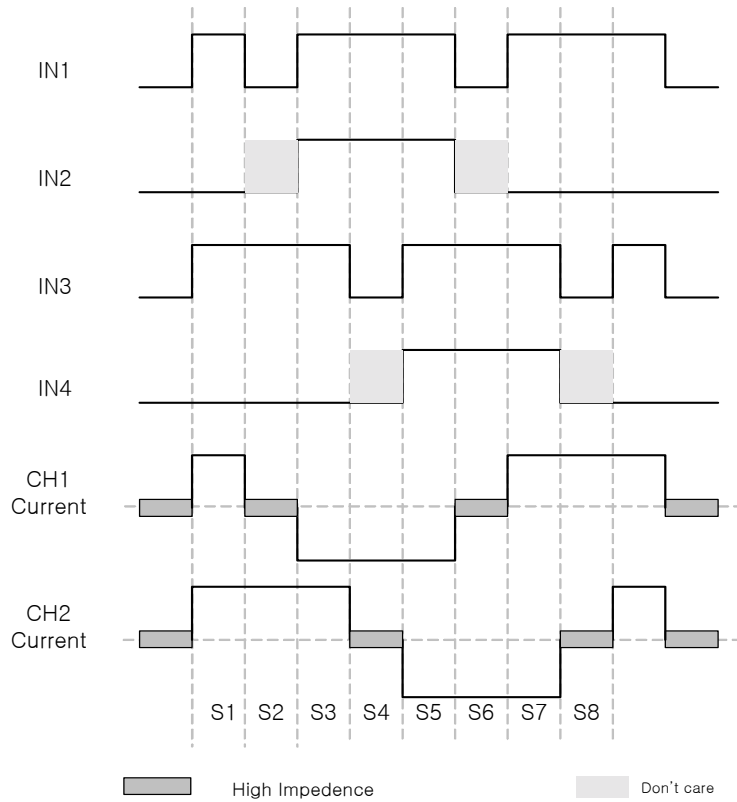 IN1
IN2
IN3
IN4
CH1
Current
CH2
Current
S1 S2 S3 S4 S5 S6 S7 S8
High Impedence
Don't care